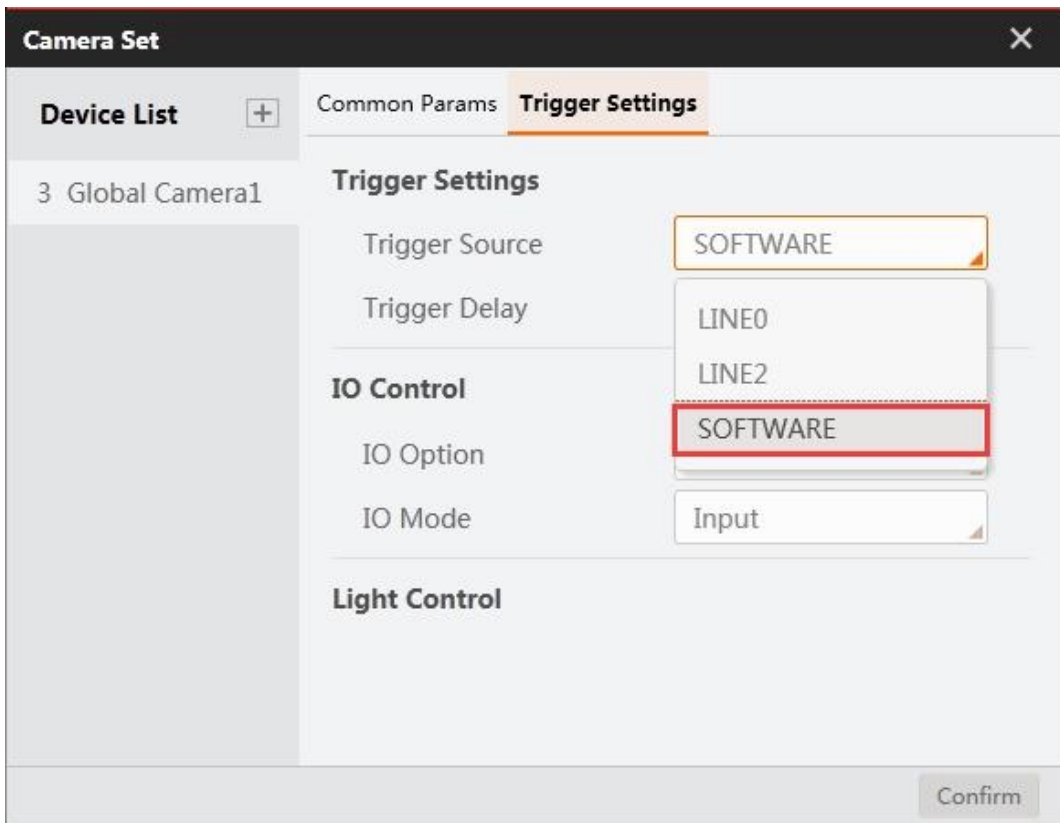 Camera Set
Device List
Common Params Trigger Settings
3 Global Camera1
Trigger Settings
Trigger Source SOFTWARE
Trigger Delay
LINE0
LINE2
SOFTWARE
IO Control
IO Option
IO Mode Input
Light Control
Confirm